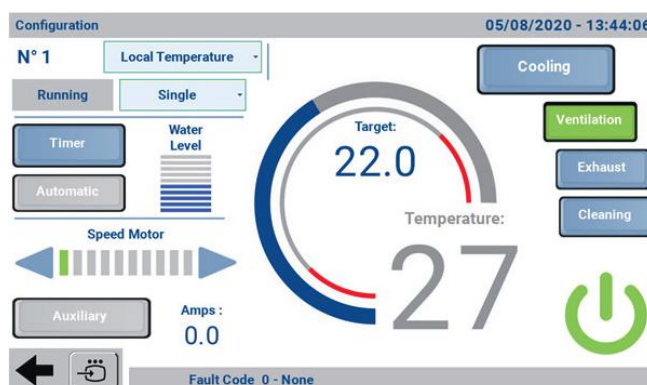 Configuration
05/08/2020 - 13:44:06
N° 1
Local Temperature
Cooling
Running
Single
Ventilation
Timer
Water
Level
Target:
22.0
Exhaust
Automatic
Temperature:
27
Cleaning
Speed Motor
Auxiliary
Amps :
0.0
Fault Code 0 - None